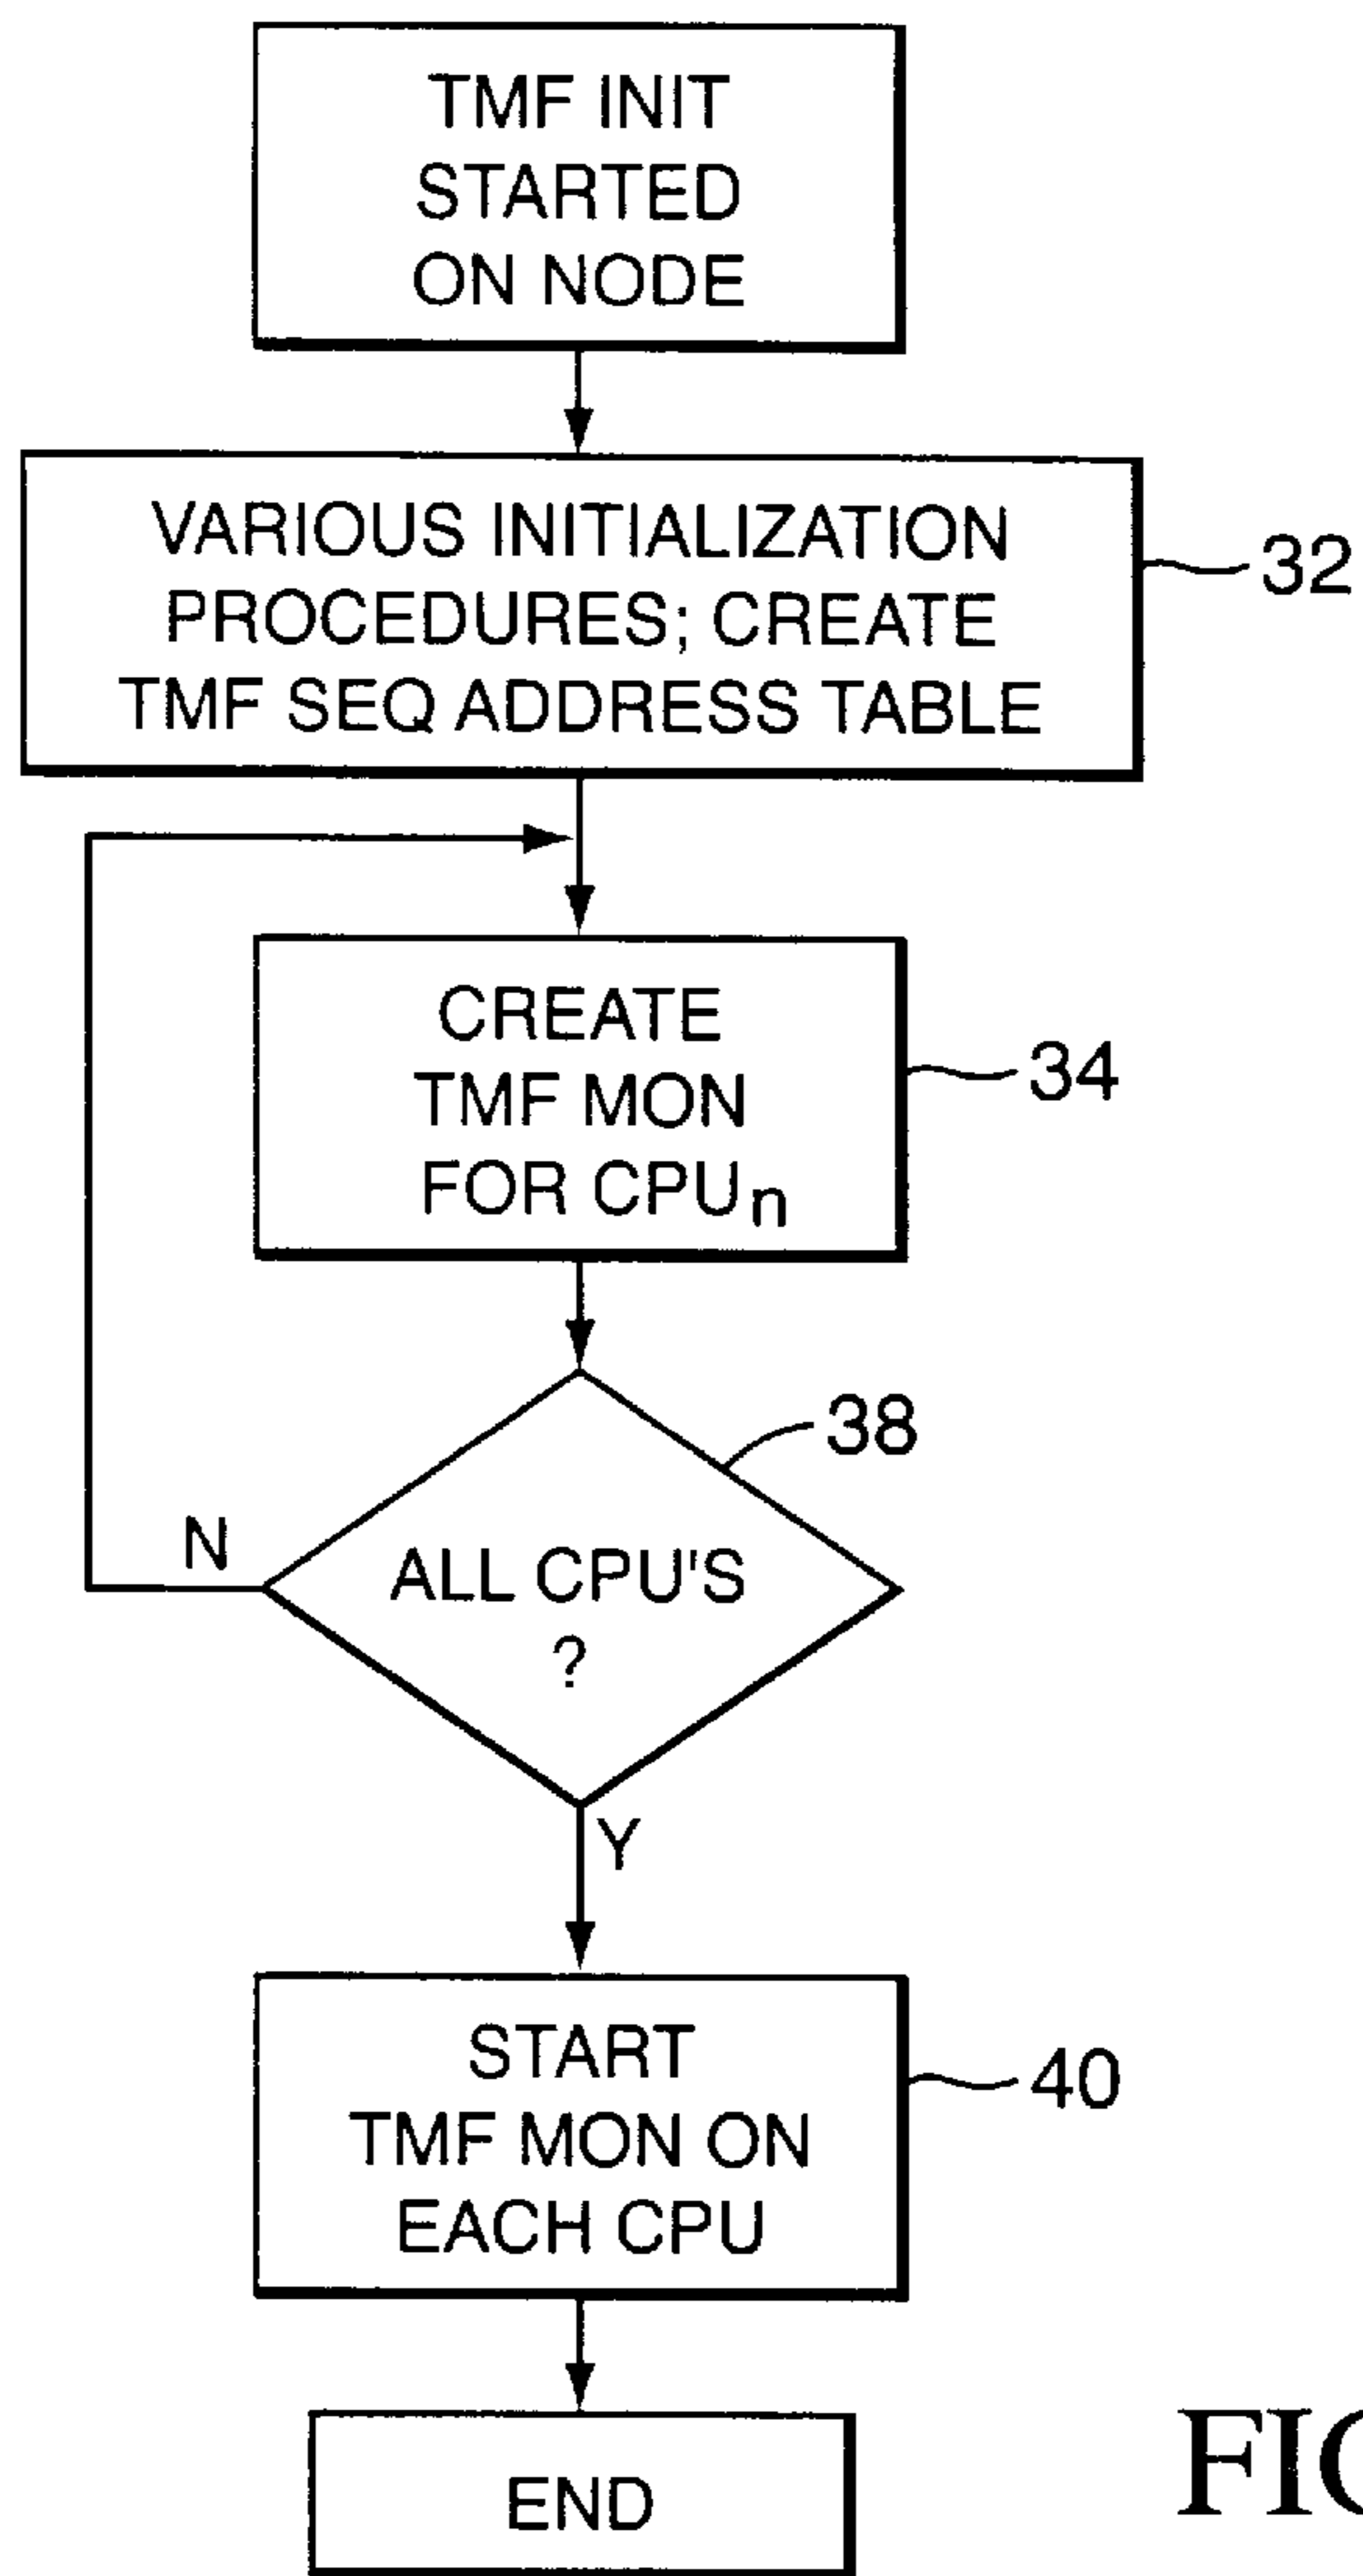 TMF INIT
STARTED
ON NODE
VARIOUS INITIALIZATION
PROCEDURES; CREATE
TMF SEQ ADDRESS TABLE
32
CREATE
TMF MON
FOR CPUn
34
38
N
ALL CPU'S
?
Y
START
TMF MON ON
EACH CPU
40
END